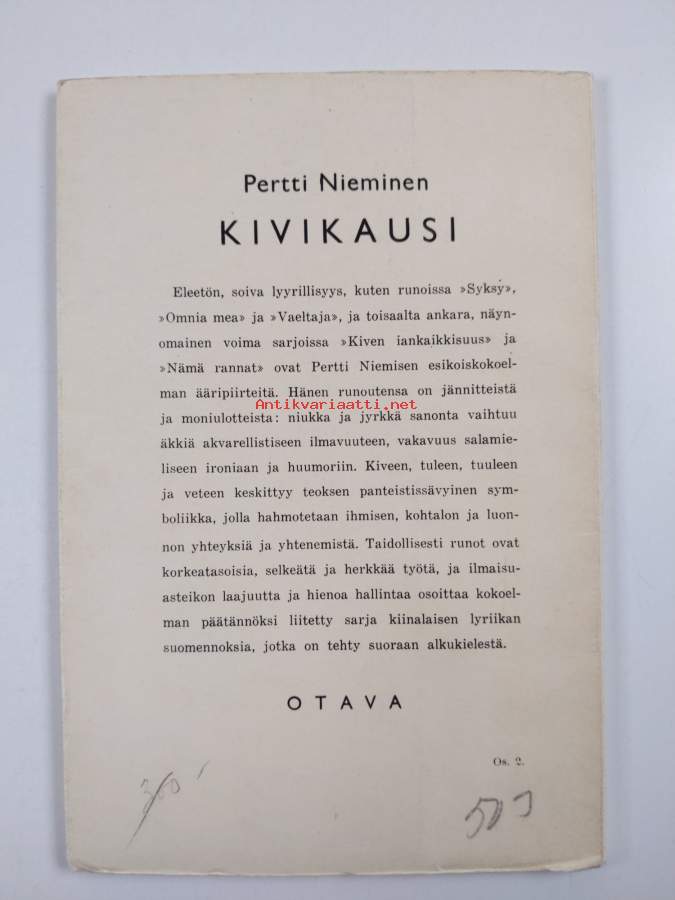 Pertti Nieminen
KIVIKAUSI
Eleetön, soiva lyyrillisyys, kuten runoissa »Syksy»,
»Omnia mea» ja »Vaeltaja», ja toisaalta ankara, näyn-
omainen voima sarjoissa »Kiven iankaikkisuus» ja
»Nämä rannat» ovat Pertti Niemisen esikoiskokoel-
man ääripiirteitä. Hänen runoutensa on jännitteistä
Antikvariaatti.net
ja moniulotteista: niukka ja jyrkkä sanonta vaihtuu
äkkiä akvarellistiseen ilmavuuteen, vakavuus salamie-
liseen ironiaan ja huumoriin. Kiveen, tuleen, tuuleen
ja veteen keskittyy teoksen panteistissävyinen sym-
boliikka, jolla hahmotetaan ihmisen, kohtalon ja luon-
non yhteyksiä ja yhtenemistä. Taidollisesti runot ovat
korkeatasoisia, selkeätä ja herkkää työtä, ja ilmaisu-
asteikon laajuutta ja hienoa hallintaa osoittaa kokoel-
man päätännöksi liitetty sarja kiinalaisen lyriikan
suomennoksia, jotka on tehty suoraan alkukielestä.
OTAVA
Os. 2.